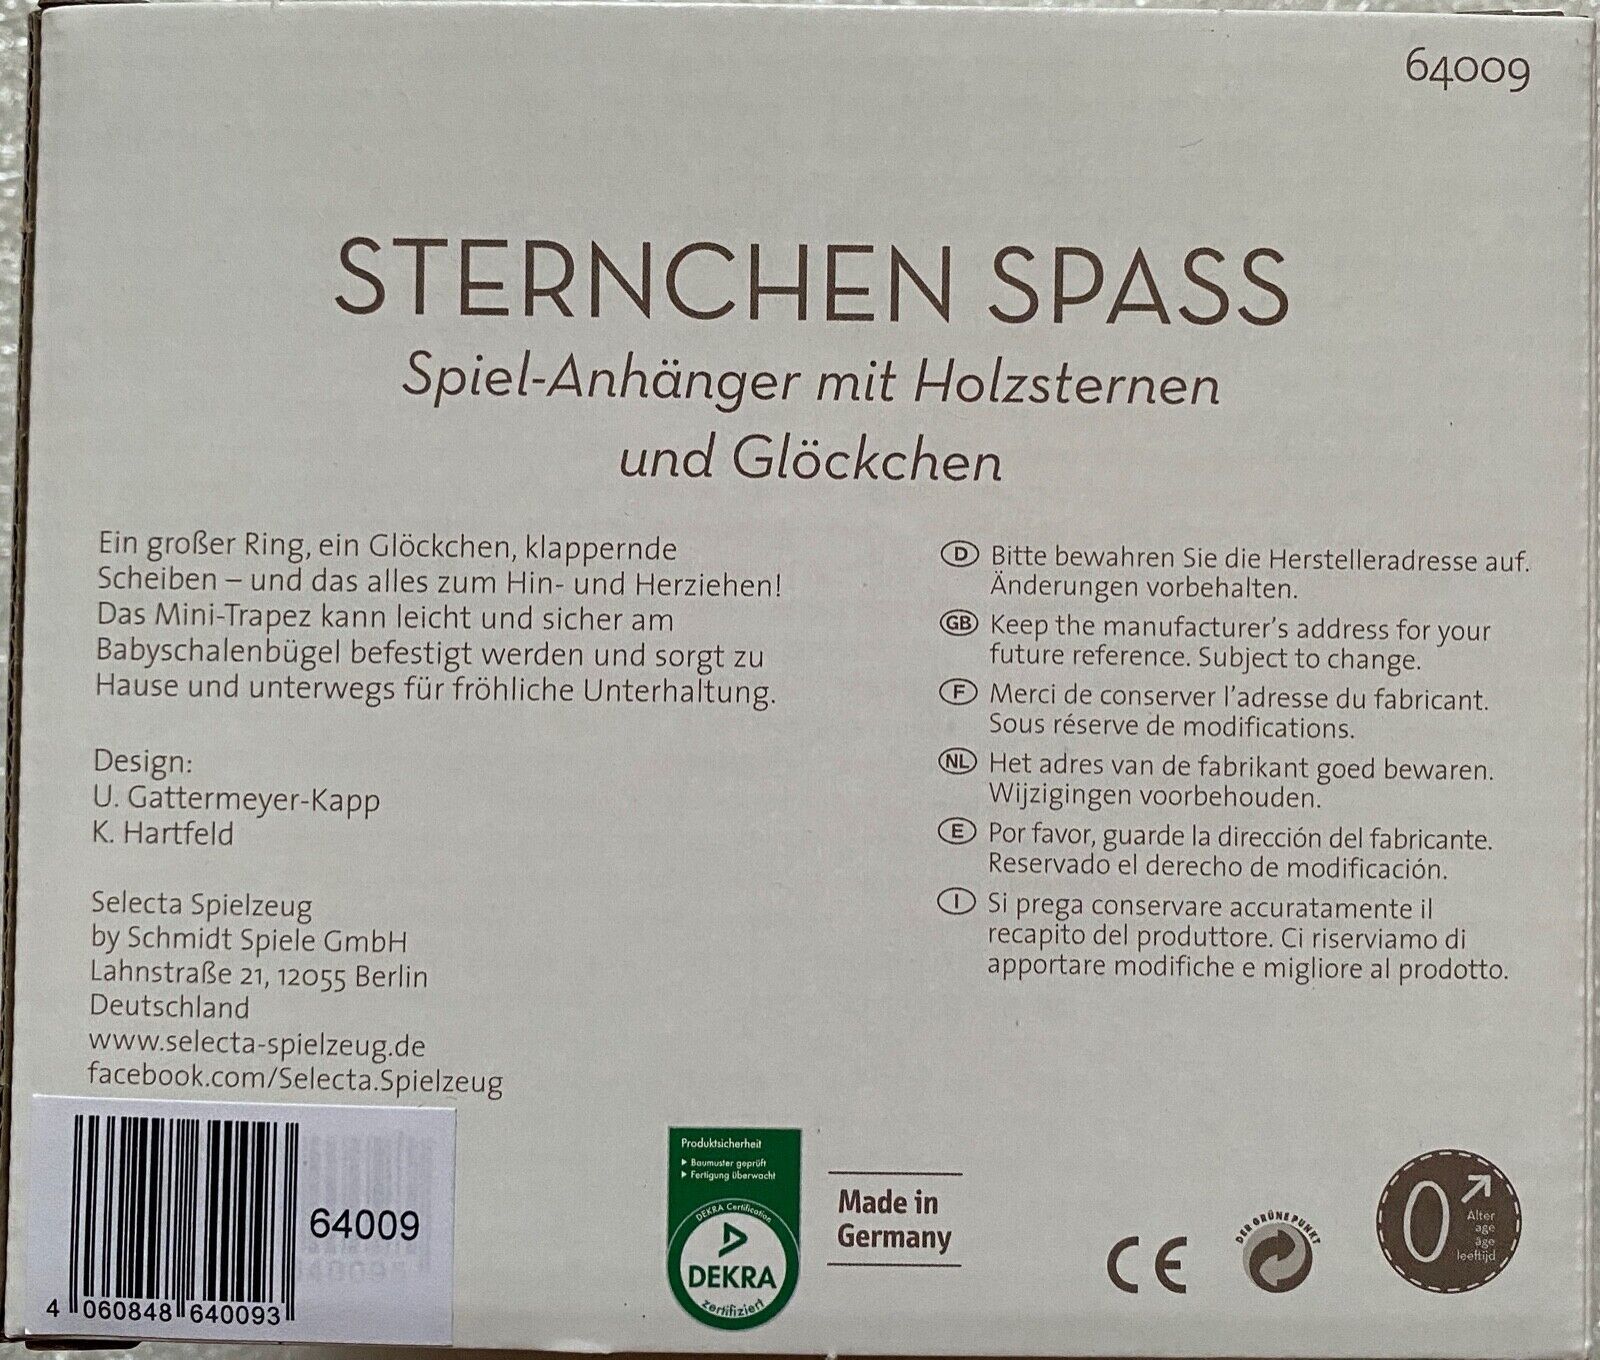 64009
STERNCHEN SPASS
Spiel-Anhänger mit Holzsternen
und Glöckchen
Ein großer Ring, ein Glöckchen, klappernde
Scheiben – und das alles zum Hin- und Herziehen!
Das Mini-Trapez kann leicht und sicher am
Babyschalenbügel befestigt werden und sorgt zu
Hause und unterwegs für fröhliche Unterhaltung.
Design:
U. Gattermeyer-Kapp
K. Hartfeld
Selecta Spielzeug
by Schmidt Spiele GmbH
Lahnstraße 21, 12055 Berlin
Deutschland
www.selecta-spielzeug.de
facebook.com/Selecta.Spielzeug
D Bitte bewahren Sie die Herstelleradresse auf.
Änderungen vorbehalten.
GB Keep the manufacturer's address for your
future reference. Subject to change.
F Merci de conserver l'adresse du fabricant.
Sous réserve de modifications.
NL Het adres van de fabrikant goed bewaren.
Wijzigingen voorbehouden.
E Por favor, guarde la dirección del fabricante.
Reservado el derecho de modificación.
I Si prega conservare accuratamente il
recapito del produttore. Ci riserviamo di
apportare modifiche e migliore al prodotto.
64009
4 060848 640093
Produktsicherheit
Baumuster geprüft
Fertigung überwacht
DEKRA Certification
DEKRA
zertifiziert
Made in
Germany
CE
DER GRÜNE PUNKT
0
Alter
age
âge
leeftijd